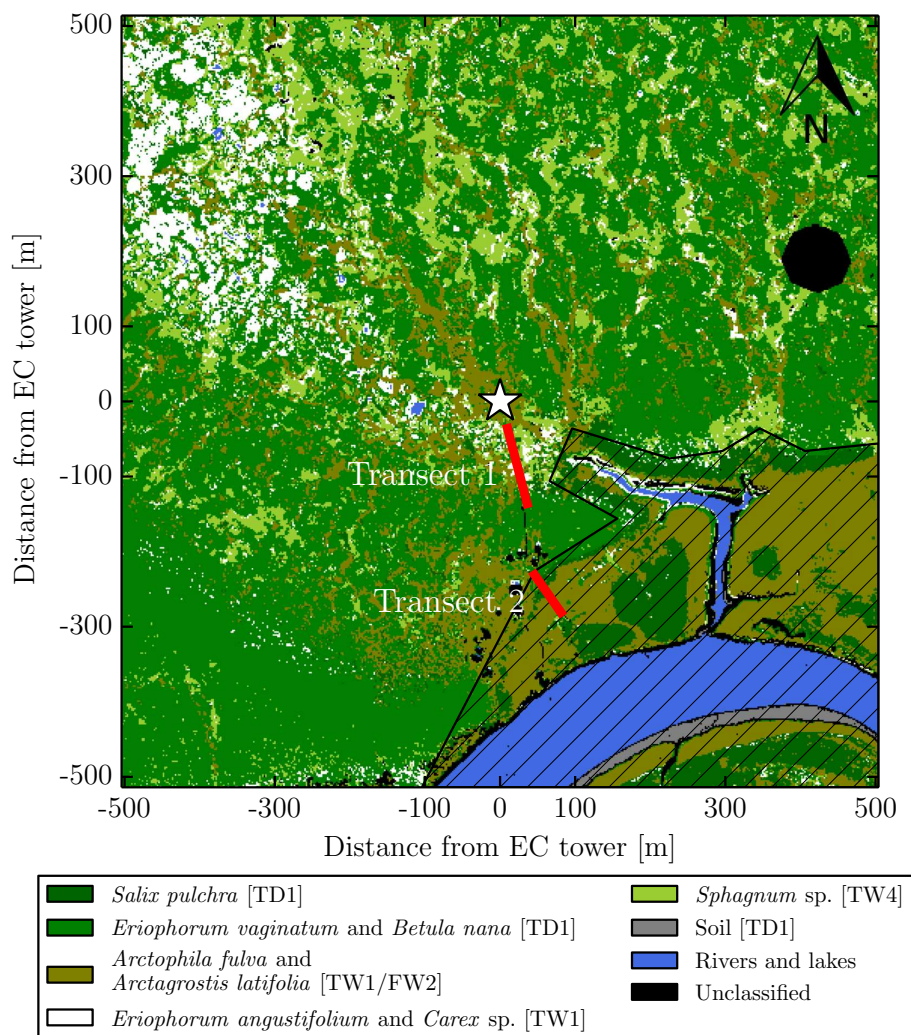 500
300
100
0
-100
-300
-500
Distance from EC tower [m]
N
Transect 1
Transect 2
-500
-300
-100
0
100
300
500
Distance from EC tower [m]
Salix pulchra [TD1]
Eriophorum vaginatum and Betula nana [TD1]
Arctophila fulva and
Arctagrostis latifolia [TW1/FW2]
Eriophorum angustifolium and Carex sp. [TW1]
Sphagnum sp. [TW4]
Soil [TD1]
Rivers and lakes
Unclassified